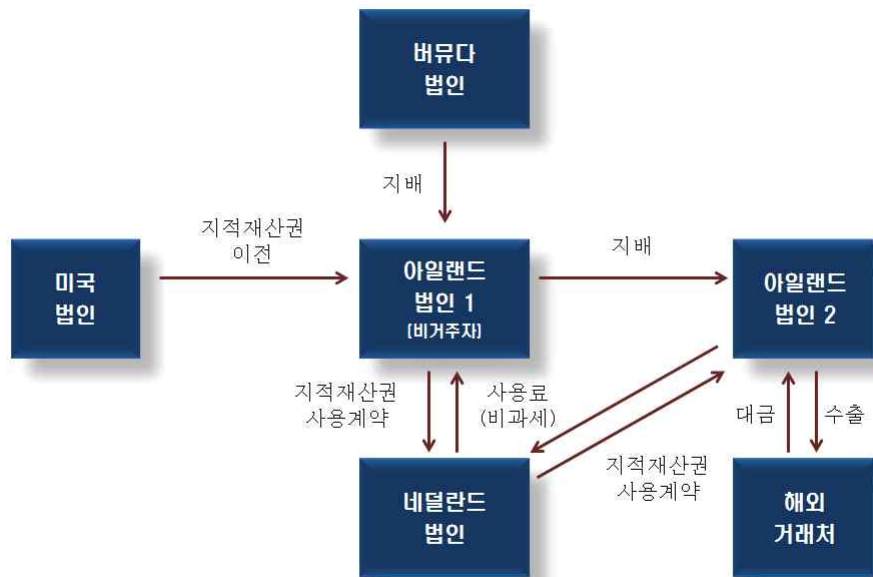 버뮤다
법인
지배
지적재산권
이전
지배
미국
법인
아일랜드
법인 1
(비거주자)
아일랜드
법인 2
지적재산권
사용계약
사용료
(비과세)
대금
수출
지적재산권
사용계약
네덜란드
법인
해외
거래처